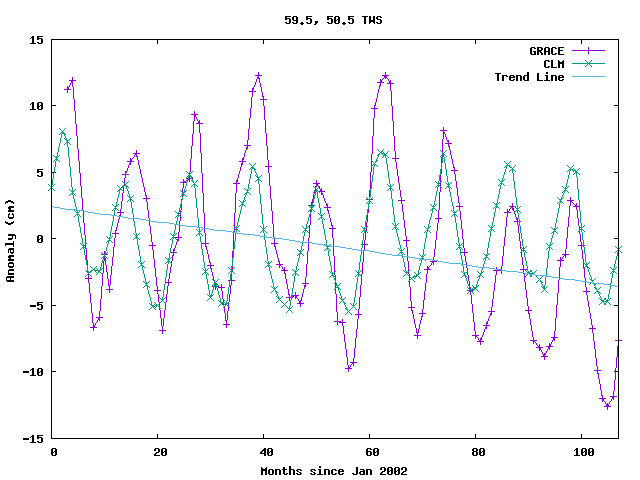 59.5, 50.5 TWS
GRACE
CLM
Trend Line
15
10
5
0
-5
-10
-15
Anomaly (cm)
0 20 40 60 80 100
Months since Jan 2002